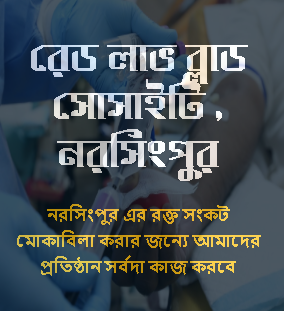 রেড লাভ ব্লাড
সোসাইটি ,
নরসিংপুর
নরসিংপুর এর রক্ত সংকট
মোকাবিলা করার জন্যে আমাদের
প্রতিষ্ঠান সর্বদা কাজ করবে